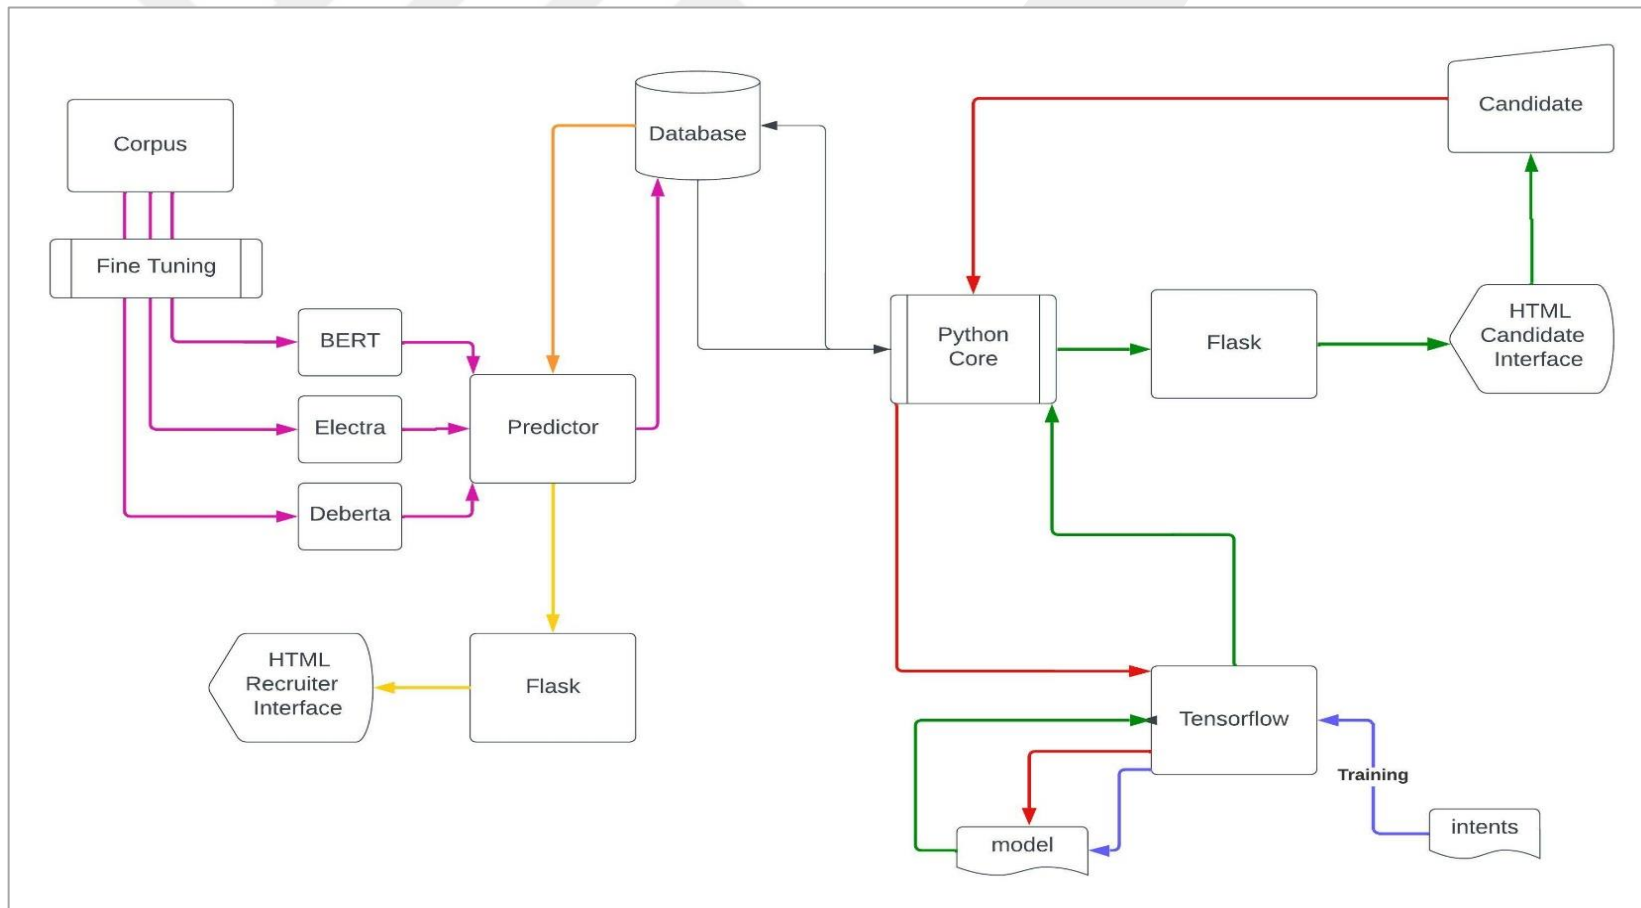 Corpus
Fine Tuning
BERT
Electra
Deberta
Predictor
Database
HTML
Recruiter
Interface
Flask
Candidate
Python
Core
Flask
HTML
Candidate
Interface
Tensorflow
Training
model
intents